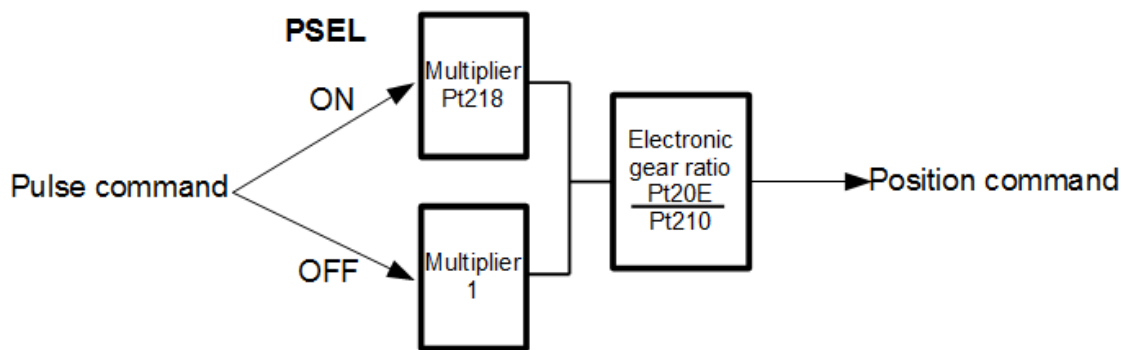 PSEL
ON
Multiplier
Pt218
Pulse command
Electronic
gear ratio
Pt20E
Pt210
Position command
OFF
Multiplier
1